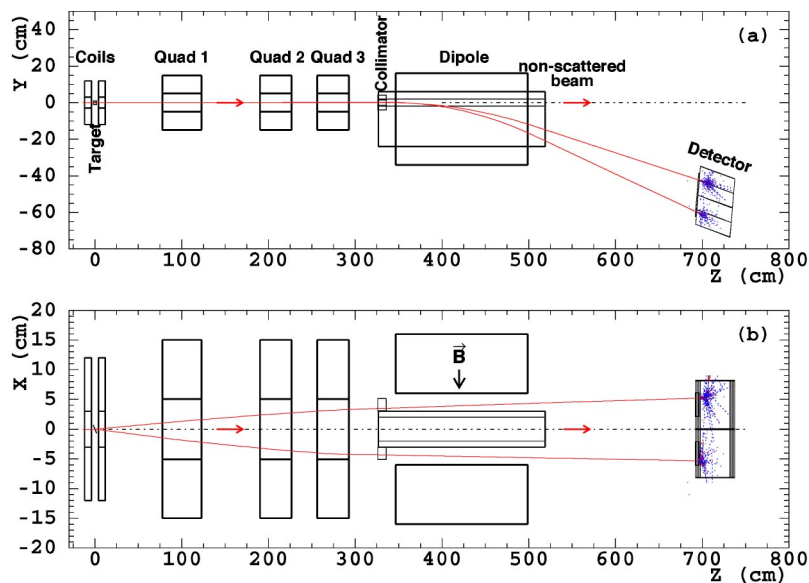 (a)
Y (cm)
40
20
0
-20
-40
-60
-80
Coils
Quad 1
Quad 2
Quad 3
Collimator
Dipole
non-scattered
beam
Target
Detector
0
100
200
300
400
500
600
700
800
Z (cm)
(b)
X (cm)
20
15
10
5
0
-5
-10
-15
-20
B
0
100
200
300
400
500
600
700
800
Z (cm)